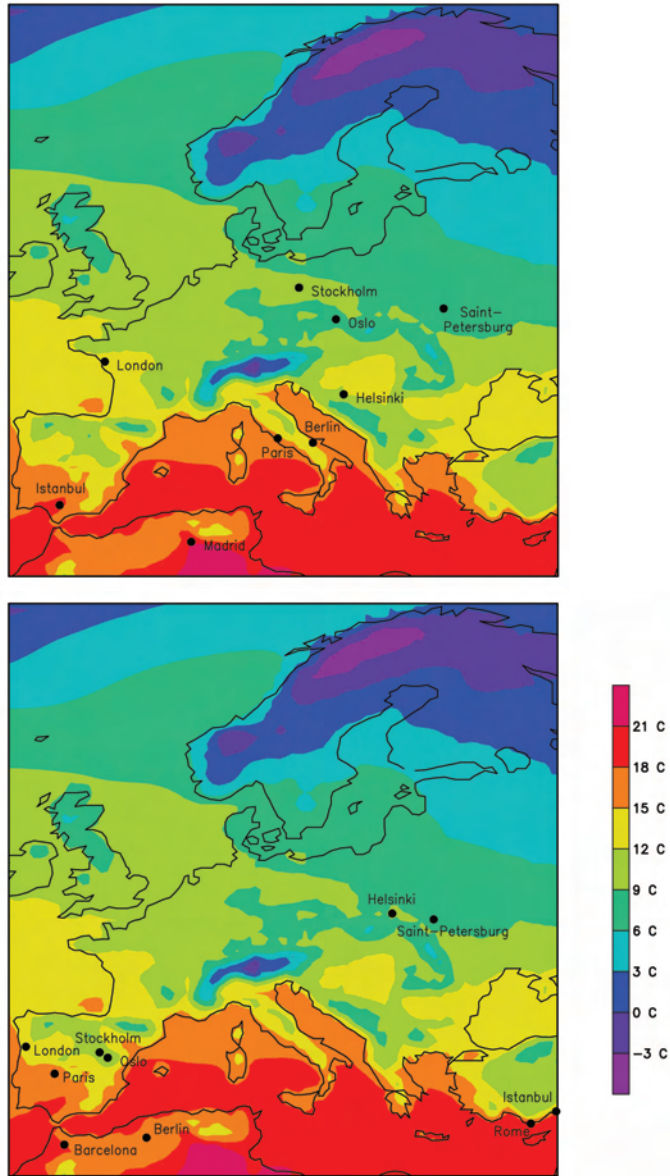 Stockholm
Oslo
Saint-
Petersburg
London
Helsinki
Berlin
Paris
Istanbul
Madrid
21 C
18 C
15 C
12 C
9 C
6 C
3 C
0 C
-3 C
Helsinki
Saint-Petersburg
Stockholm
London
Oslo
Paris
Istanbul
Rome
Berlin
Barcelona